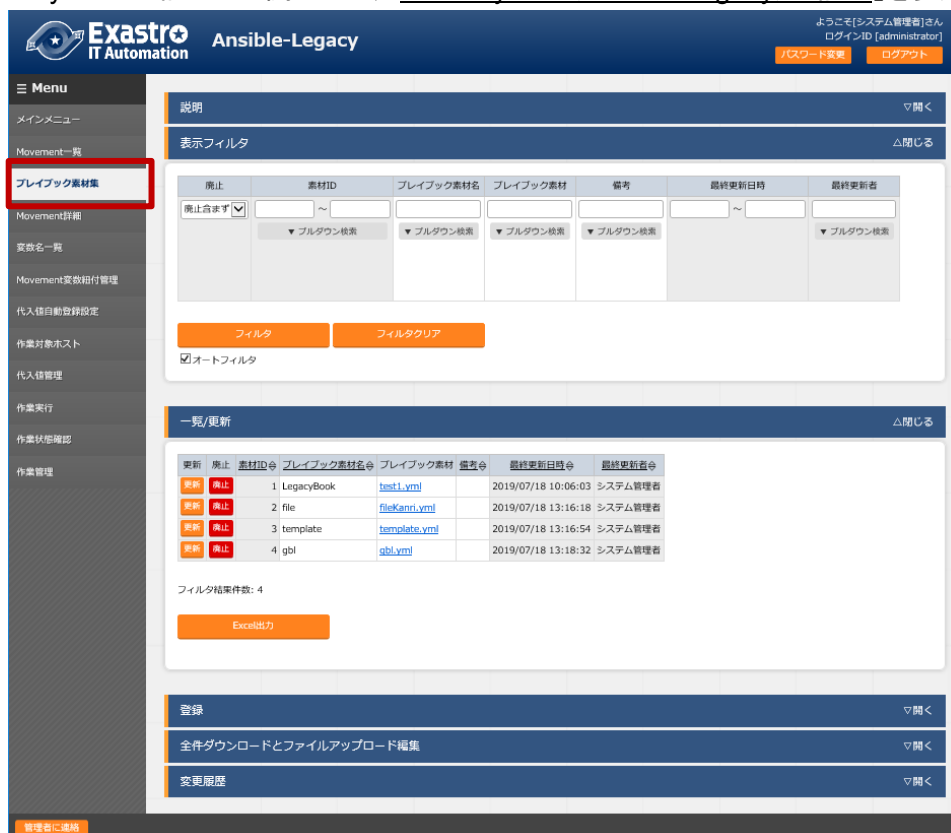 Exastro
IT Automation
Ansible-Legacy
ようこそ[システム管理者]さん
ログインID [administrator]
パスワード変更 ログアウト
☰ Menu
メインメニュー
Movement一覧
プレイブック素材集
Movement詳細
変数名一覧
Movement変数紐付管理
代入値自動登録設定
作業対象ホスト
代入値管理
作業実行
作業状態確認
作業管理
説明 ▽開く
表示フィルタ △閉じる
廃止 素材ID プレイブック素材名 プレイブック素材 備考 最終更新日時 最終更新者
廃止含まず ～ ～
▼ プルダウン検索 ▼ プルダウン検索 ▼ プルダウン検索 ▼ プルダウン検索 ▼ プルダウン検索
フィルタ フィルタクリア
オートフィルタ
一覧/更新 △閉じる
更新 廃止 素材ID プレイブック素材名 プレイブック素材 備考 最終更新日時 最終更新者
更新 廃止 1 LegacyBook test1.yml 2019/07/18 10:06:03 システム管理者
更新 廃止 2 file fileKanri.yml 2019/07/18 13:16:18 システム管理者
更新 廃止 3 template template.yml 2019/07/18 13:16:54 システム管理者
更新 廃止 4 gbl gbl.yml 2019/07/18 13:18:32 システム管理者
フィルタ結果件数: 4
Excel出力
登録 ▽開く
全件ダウンロードとファイルアップロード編集 ▽開く
変更履歴 ▽開く
管理者に連絡